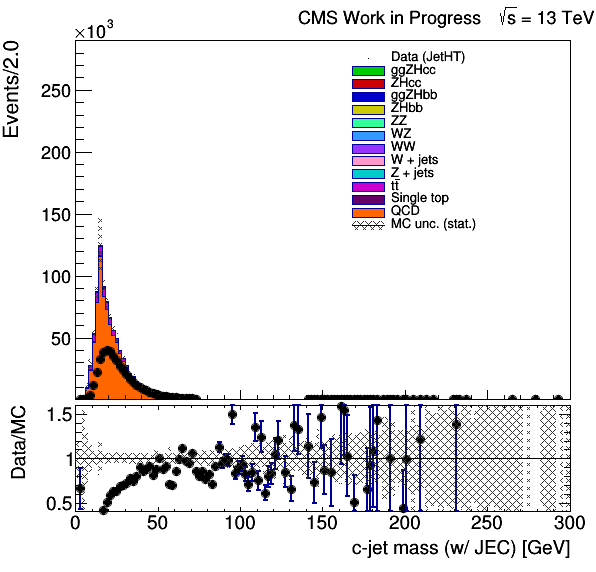 CMS Work in Progress √s = 13 TeV
×10³
Events/2.0
250
200
150
100
50
Data (JetHT)
ggZHcc
ZHcc
ggZHbb
ZHbb
ZZ
WZ
WW
W + jets
Z + jets
tt̄
Single top
QCD
MC unc. (stat.)
Data/MC
1.5
1
0.5
0 50 100 150 200 250 300
c-jet mass (w/ JEC) [GeV]